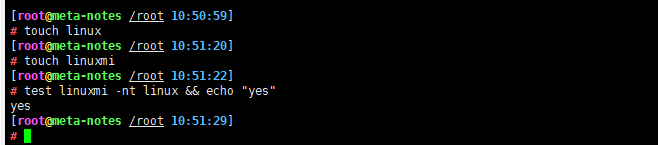 [root@meta-notes /root 10:50:59]
# touch linux
[root@meta-notes /root 10:51:20]
# touch linuxmi
[root@meta-notes /root 10:51:22]
# test linuxmi -nt linux && echo "yes"
yes
[root@meta-notes /root 10:51:29]
#